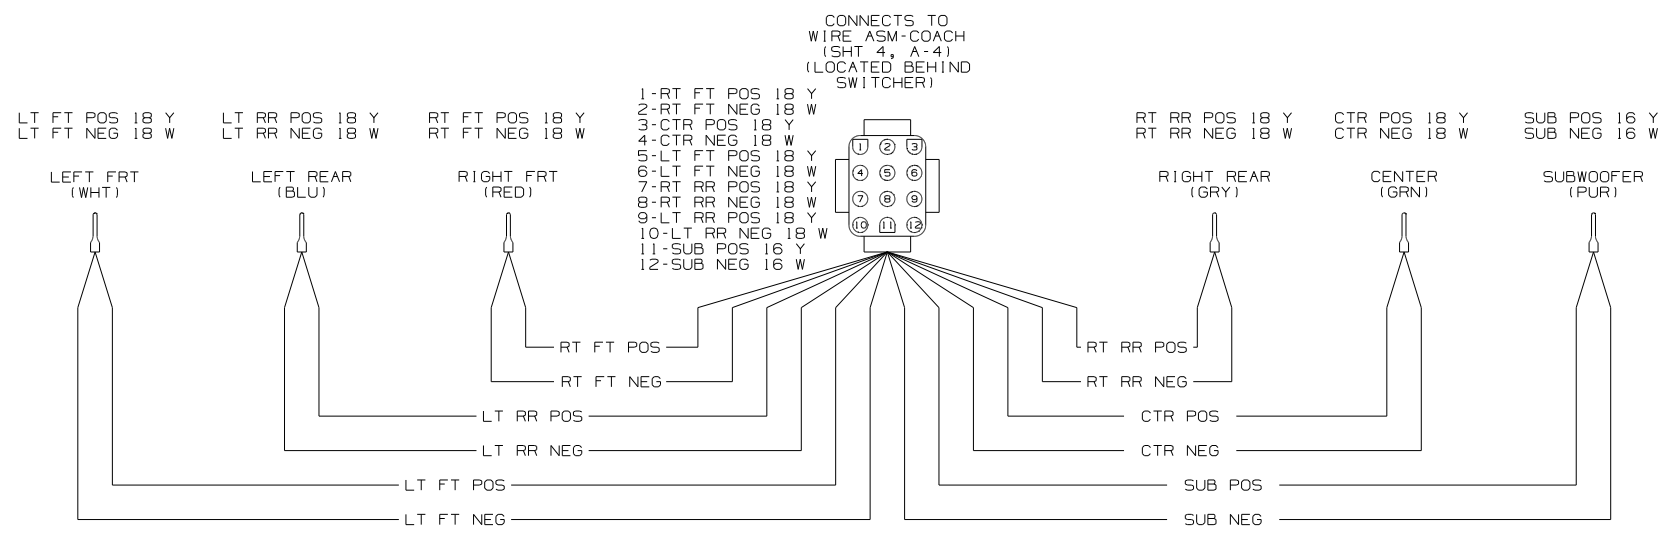 CONNECTS TO
WIRE ASM-COACH
(SHT 4, A-4)
(LOCATED BEHIND
SWITCHER)
LT FT POS 18 Y
LT FT NEG 18 W
LT RR POS 18 Y
LT RR NEG 18 W
RT FT POS 18 Y
RT FT NEG 18 W
1-RT FT POS 18 Y
2-RT FT NEG 18 W
3-CTR POS 18 Y
4-CTR NEG 18 W
5-LT FT POS 18 Y
6-LT FT NEG 18 W
7-RT RR POS 18 Y
8-RT RR NEG 18 W
9-LT RR POS 18 Y
10-LT RR NEG 18 W
11-SUB POS 16 Y
12-SUB NEG 16 W
1 2 3
4 5 6
7 8 9
10 11 12
RT RR POS 18 Y
RT RR NEG 18 W
CTR POS 18 Y
CTR NEG 18 W
SUB POS 16 Y
SUB NEG 16 W
LEFT FRT
(WHT)
LEFT REAR
(BLU)
RIGHT FRT
(RED)
RIGHT REAR
(GRY)
CENTER
(GRN)
SUBWOOFER
(PUR)
RT FT POS
RT FT NEG
LT RR POS
LT RR NEG
LT FT POS
LT FT NEG
RT RR POS
RT RR NEG
CTR POS
CTR NEG
SUB POS
SUB NEG